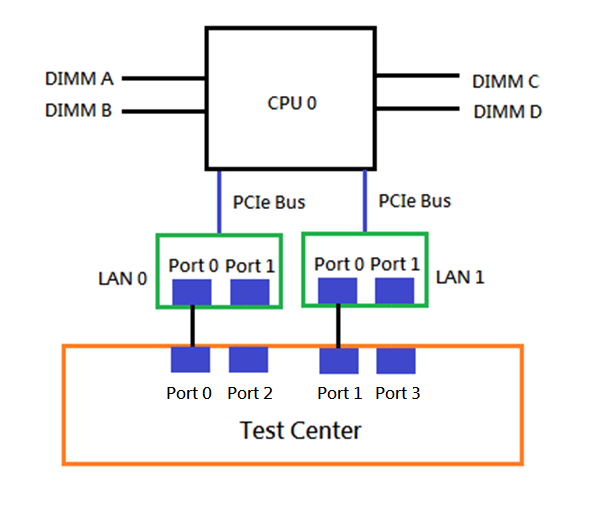 DIMM A
DIMM B
CPU 0
DIMM C
DIMM D
PCIe Bus
PCIe Bus
LAN 0
Port 0 Port 1
Port 0 Port 1
LAN 1
Port 0 Port 2
Port 1 Port 3
Test Center